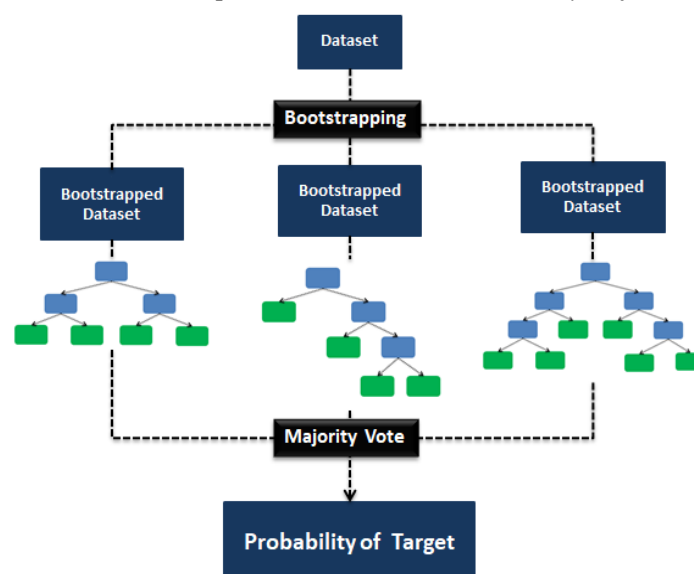 Dataset
Bootstrapping
Bootstrapped
Dataset
Bootstrapped
Dataset
Bootstrapped
Dataset
Majority Vote
Probability of Target